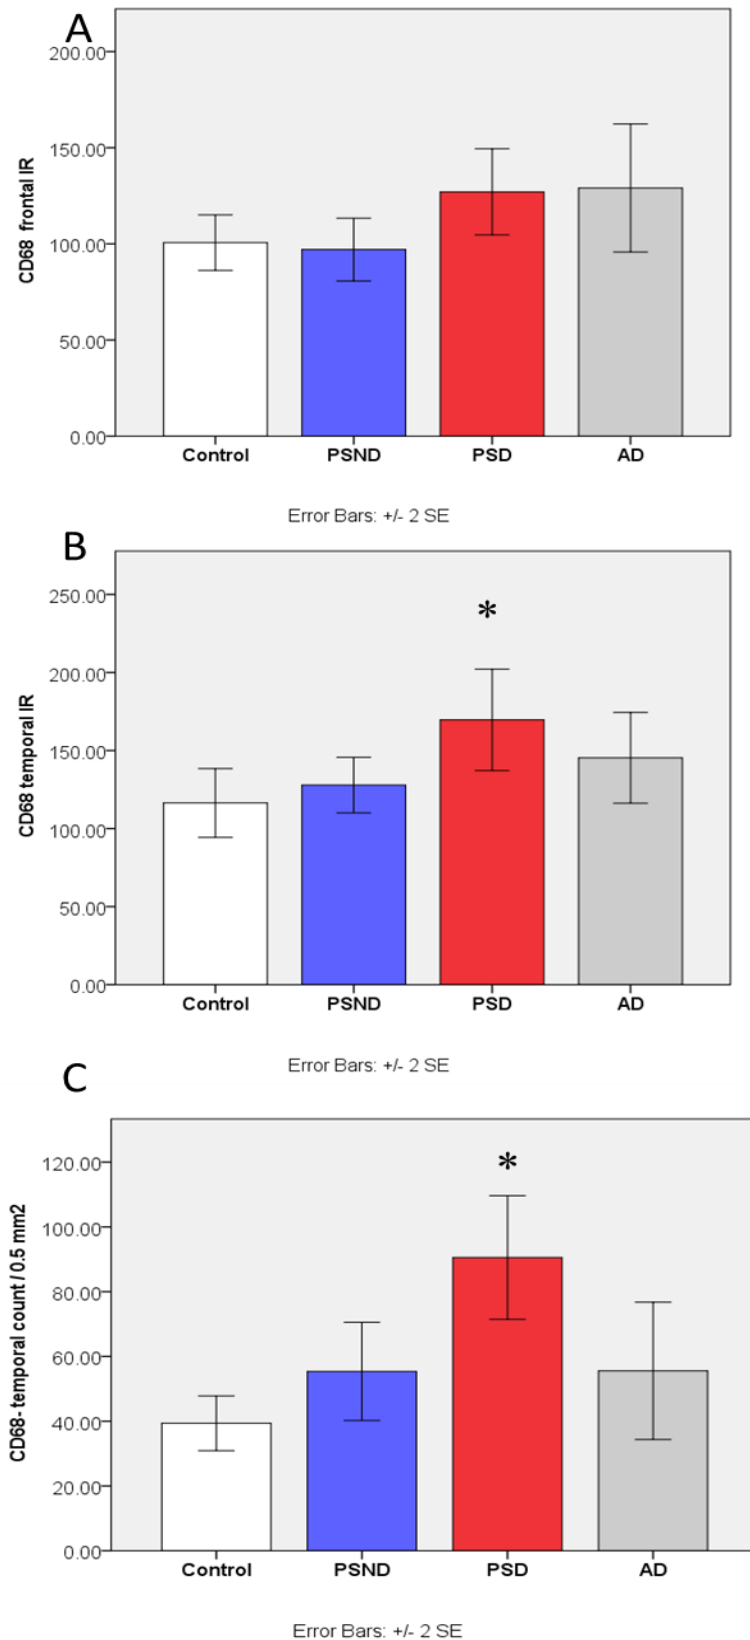 A
200.00
150.00
100.00
50.00
0.00
CD68 frontal IR
Control PSND PSD AD
Error Bars: +/- 2 SE
B
250.00
200.00
150.00
100.00
50.00
0.00
CD68 temporal IR
*
Control PSND PSD AD
Error Bars: +/- 2 SE
C
120.00
100.00
80.00
60.00
40.00
20.00
0.00
CD68- temporal count / 0.5 mm2
*
Control PSND PSD AD
Error Bars: +/- 2 SE